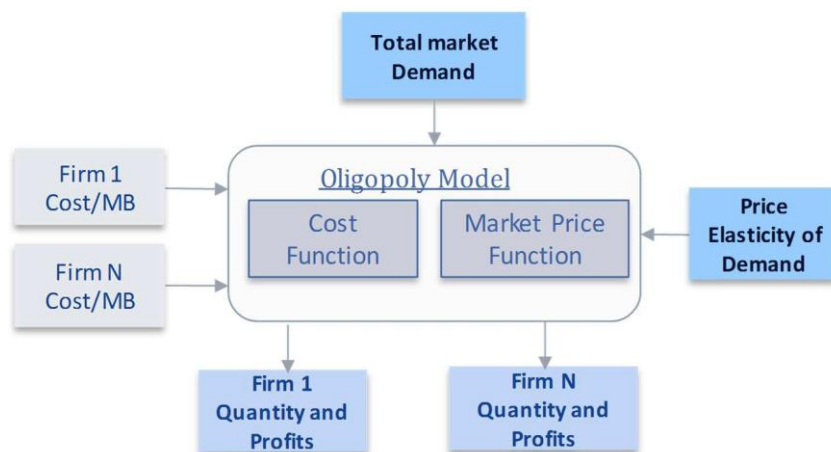 Total market
Demand
Firm 1
Cost/MB
Oligopoly Model
Cost
Function
Market Price
Function
Price
Elasticity of
Demand
Firm N
Cost/MB
Firm 1
Quantity and
Profits
Firm N
Quantity and
Profits